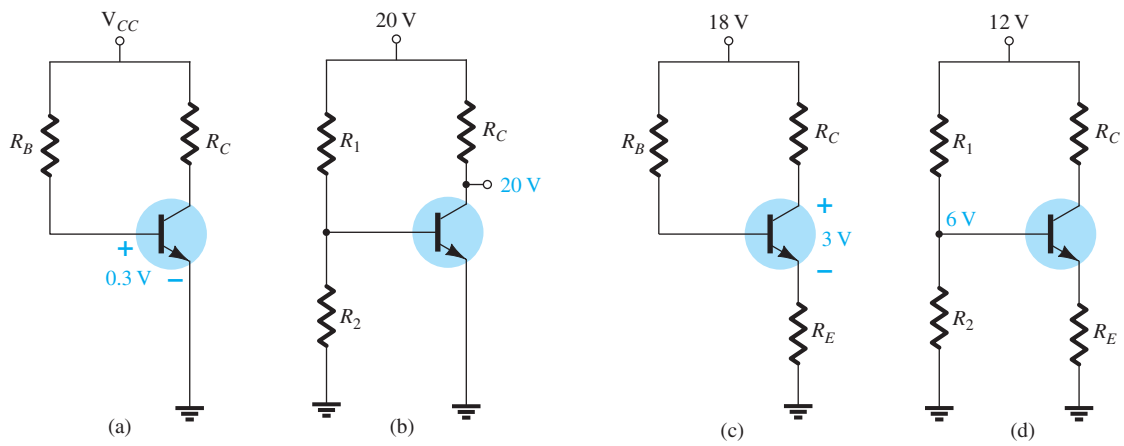 V_CC
R_B
R_C
+
0.3 V
−
(a)
20 V
R_1
R_C
20 V
R_2
(b)
18 V
R_B
R_C
+
3 V
−
R_E
(c)
12 V
R_1
R_C
6 V
R_2
R_E
(d)